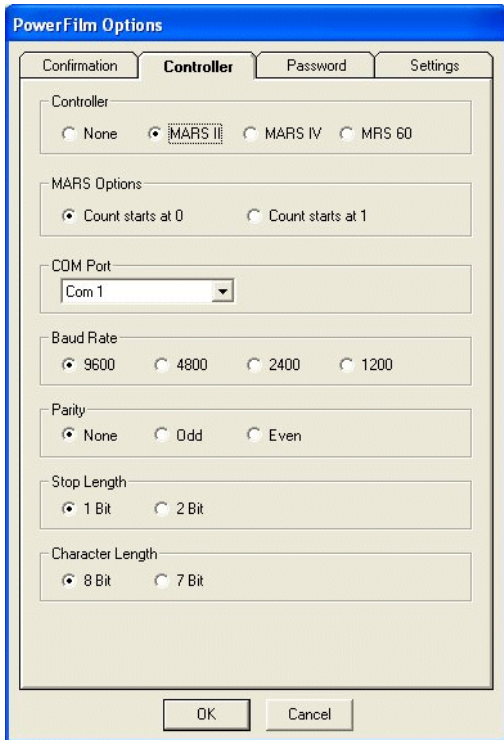 PowerFilm Options
Confirmation Controller Password Settings
Controller
None MARS II MARS IV MRS 60
MARS Options
Count starts at 0 Count starts at 1
COM Port
Com 1
Baud Rate
9600 4800 2400 1200
Parity
None Odd Even
Stop Length
1 Bit 2 Bit
Character Length
8 Bit 7 Bit
OK Cancel